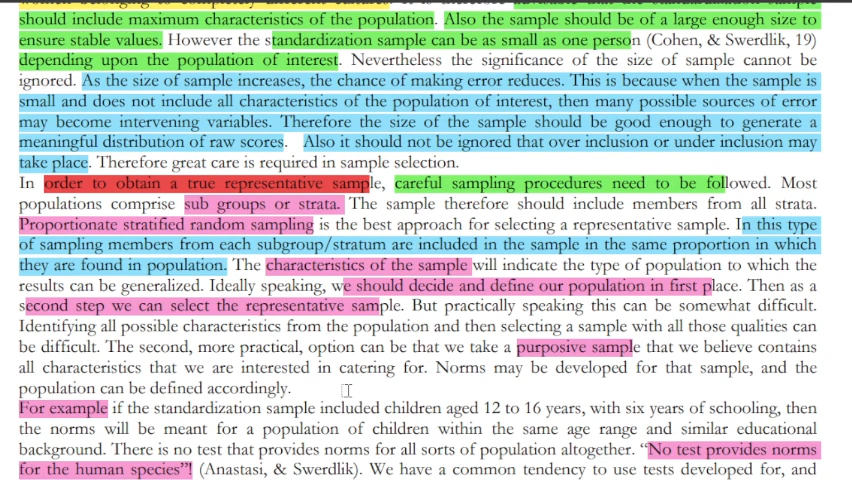 should include maximum characteristics of the population. Also the sample should be of a large enough size to
ensure stable values. However the standardization sample can be as small as one person (Cohen, & Swerdlik, 19)
depending upon the population of interest. Nevertheless the significance of the size of sample cannot be
ignored. As the size of sample increases, the chance of making error reduces. This is because when the sample is
small and does not include all characteristics of the population of interest, then many possible sources of error
may become intervening variables. Therefore the size of the sample should be good enough to generate a
meaningful distribution of raw scores. Also it should not be ignored that over inclusion or under inclusion may
take place. Therefore great care is required in sample selection.
In order to obtain a true representative sample, careful sampling procedures need to be followed. Most
populations comprise sub groups or strata. The sample therefore should include members from all strata.
Proportionate stratified random sampling is the best approach for selecting a representative sample. In this type
of sampling members from each subgroup/stratum are included in the sample in the same proportion in which
they are found in population. The characteristics of the sample will indicate the type of population to which the
results can be generalized. Ideally speaking, we should decide and define our population in first place. Then as a
second step we can select the representative sample. But practically speaking this can be somewhat difficult.
Identifying all possible characteristics from the population and then selecting a sample with all those qualities can
be difficult. The second, more practical, option can be that we take a purposive sample that we believe contains
all characteristics that we are interested in catering for. Norms may be developed for that sample, and the
population can be defined accordingly.
For example if the standardization sample included children aged 12 to 16 years, with six years of schooling, then
the norms will be meant for a population of children within the same age range and similar educational
background. There is no test that provides norms for all sorts of population altogether. “No test provides norms
for the human species”! (Anastasi, & Swerdlik). We have a common tendency to use tests developed for, and